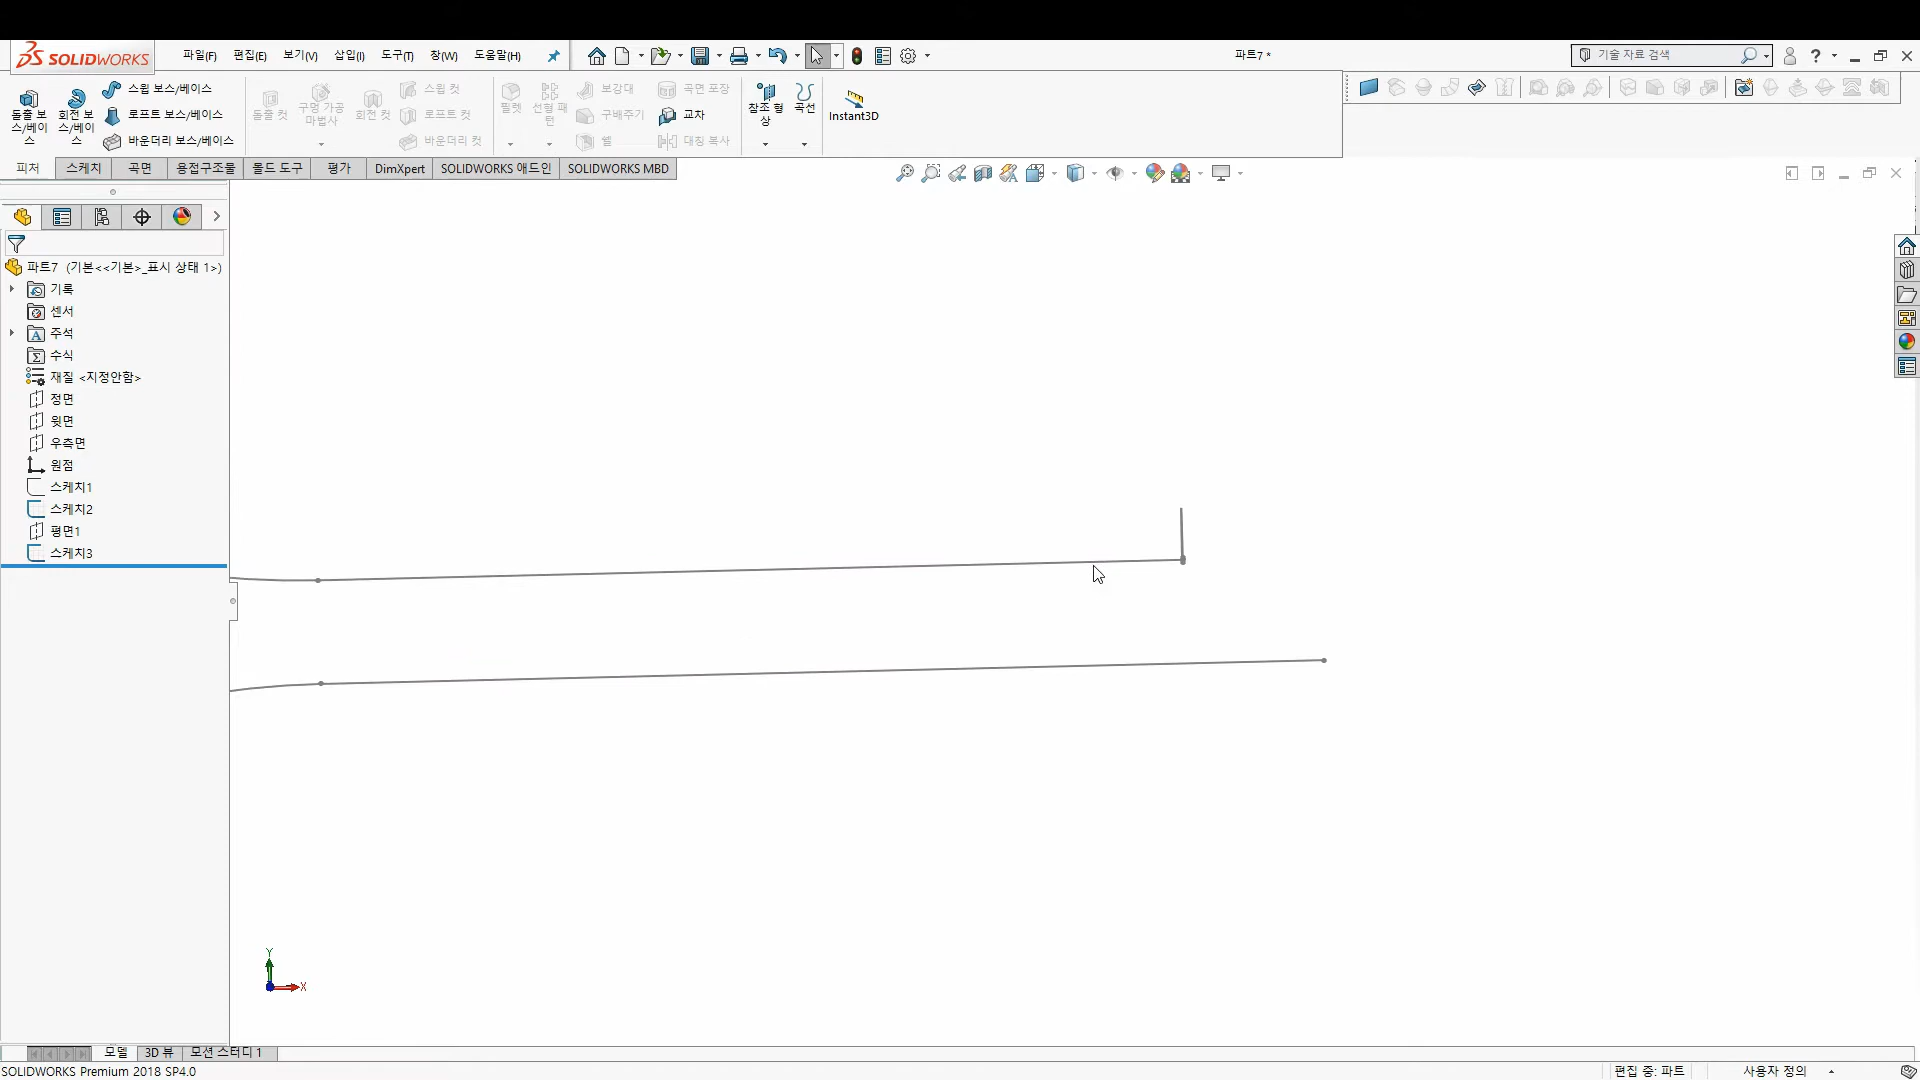 SOLIDWORKS
파일(F) 편집(E) 보기(V) 삽입(I) 도구(T) 창(W) 도움말(H)
파트7 *
기술 자료 검색
돌출 보스/베이스
회전 보스/베이스
스윕 보스/베이스
로프트 보스/베이스
바운더리 보스/베이스
돌출 컷
구멍 가공 마법사
회전 컷
스윕 컷
로프트 컷
바운더리 컷
필렛
선형 패턴
보강대
구배주기
쉘
곡면 포장
교차
대칭 복사
참조 형상
곡선
Instant3D
피처 스케치 곡면 용접구조물 몰드 도구 평가 DimXpert SOLIDWORKS 애드인 SOLIDWORKS MBD
파트7 (기본<<기본>_표시 상태 1>)
기록
센서
주석
수식
재질 <지정안함>
정면
윗면
우측면
원점
스케치1
스케치2
평면1
스케치3
Y
X
모델 3D 뷰 모션 스터디 1
SOLIDWORKS Premium 2018 SP4.0
편집 중: 파트
사용자 정의